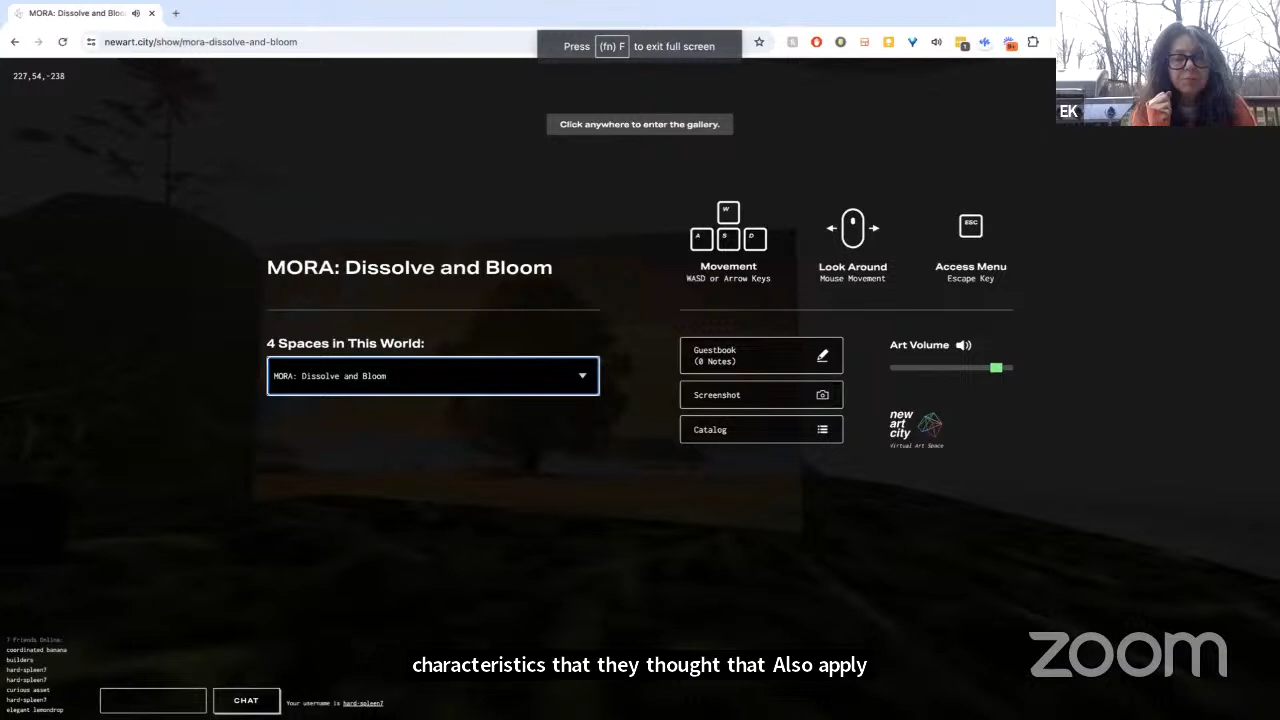 MORA: Dissolve and Bloo
newart.city/show/mora-dissolve-and-bloom
Press (fn) F to exit full screen
227,54,-238
EK
Click anywhere to enter the gallery.
W
A S D
ESC
Movement
WASD or Arrow Keys
Look Around
Mouse Movement
Access Menu
Escape Key
MORA: Dissolve and Bloom
4 Spaces in This World:
MORA: Dissolve and Bloom
Guestbook
(0 Notes)
Screenshot
Catalog
Art Volume
new
art
city
Virtual Art Space
7 Friends Online:
coordinated banana
builders
hard-spleen7
hard-spleen7
curious asset
hard-spleen7
elegant lemondrop
CHAT
Your username is hard-spleen7
characteristics that they thought that Also apply
zoom